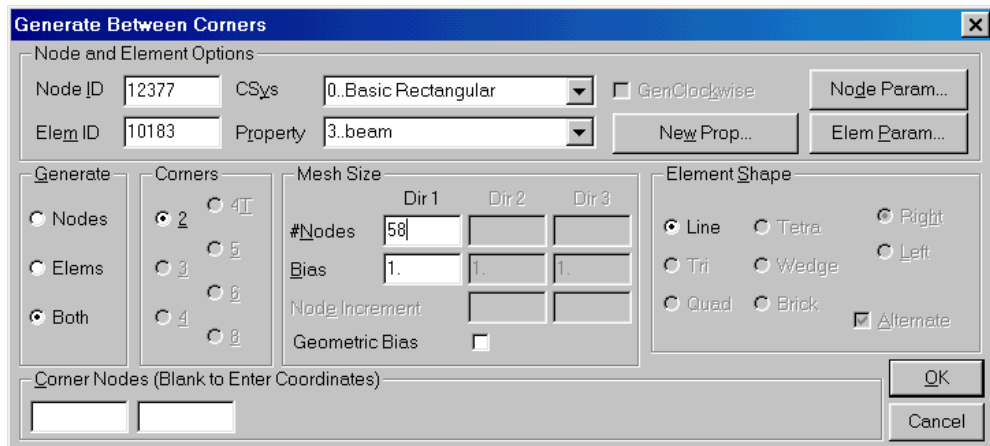 Generate Between Corners
Node and Element Options
Node ID 12377 CSys 0..Basic Rectangular GenClockwise Node Param...
Elem ID 10183 Property 3..beam New Prop... Elem Param...
Generate Corners Mesh Size Element Shape
Nodes
Elems
Both
2
3
4
4T
5
6
8
Dir 1 Dir 2 Dir 3
#Nodes 58
Bias 1. 1. 1.
Node Increment
Geometric Bias
Line Tetra Right
Tri Wedge Left
Quad Brick
Alternate
Corner Nodes (Blank to Enter Coordinates)
OK
Cancel